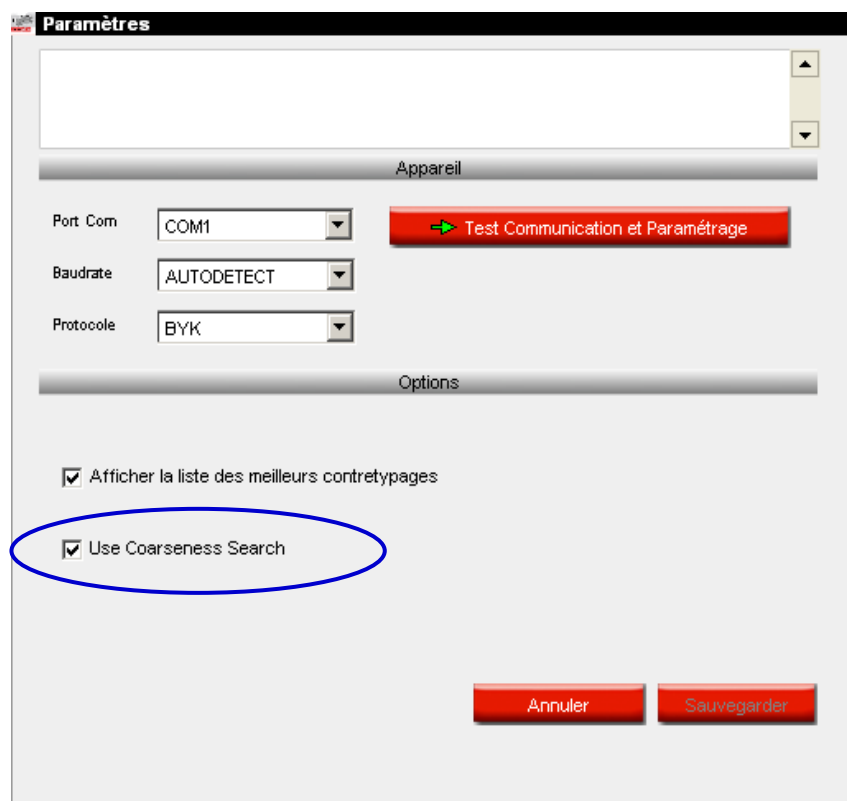 Paramètres
Appareil
Port Com COM1 Test Communication et Paramétrage
Baudrate AUTODETECT
Protocole BYK
Options
Afficher la liste des meilleurs contretypages
Use Coarseness Search
Annuler Sauvegarder